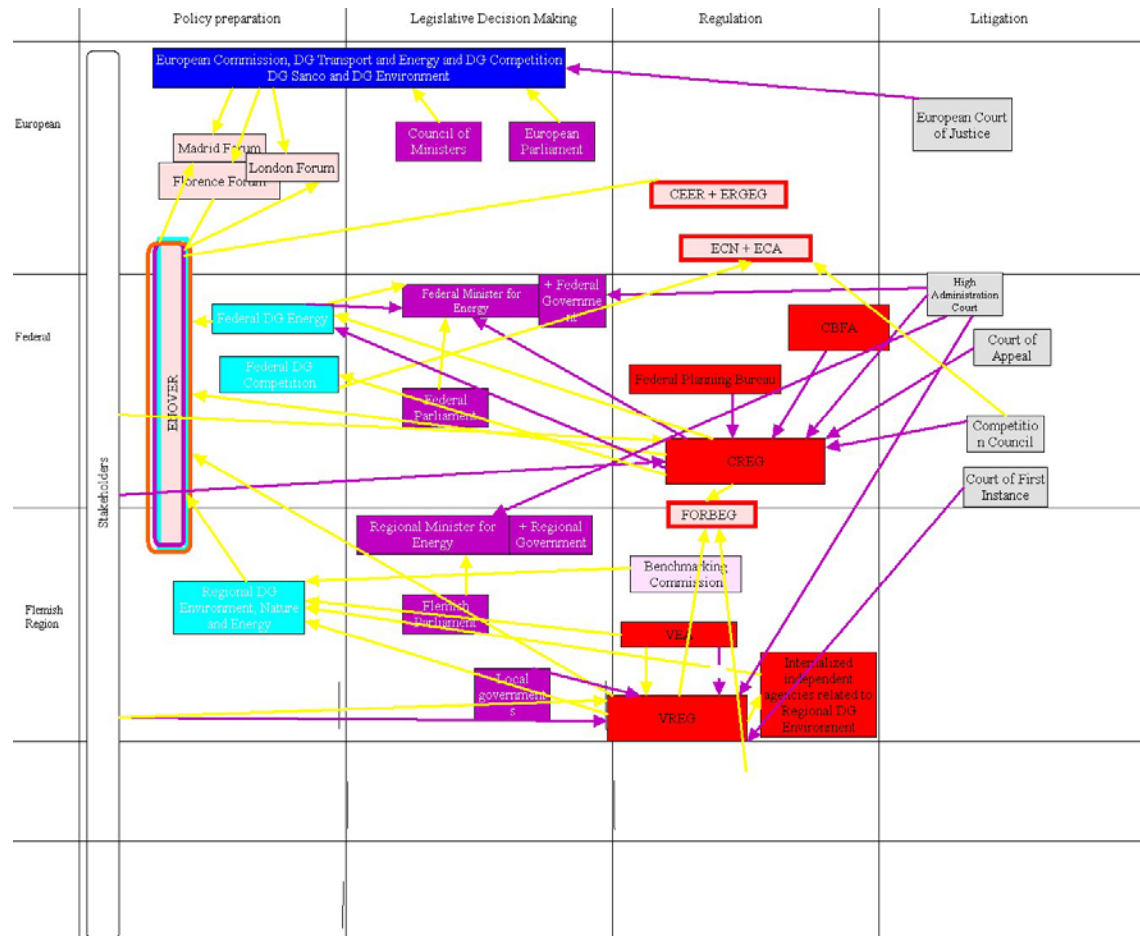 Policy preparation
Legislative Decision Making
Regulation
Litigation
European
European Commission, DG Transport and Energy and DG Competition
DG Sanco and DG Environment
Council of
Ministers
European
Parliament
European Court
of Justice
Madrid Forum
London Forum
Florence Forum
CEER + ERGEG
ECN + ECA
Federal
ENOVER
Stakeholders
Federal DG Energy
Federal DG
Competition
Federal Minister for
Energy
+ Federal
Governme
nt
Federal
Parliament
CBFA
Federal Planning Bureau
CREG
High
Administration
Court
Court of
Appeal
Competitio
n Council
Court of First
Instance
FORBEG
Flemish
Region
Regional Minister for
Energy
+ Regional
Government
Benchmarking
Commission
Regional DG
Environment, Nature
and Energy
Flemish
Parliament
VEA
Local
government
s
VREG
Internalized
independent
agencies related to
Regional DG
Environment